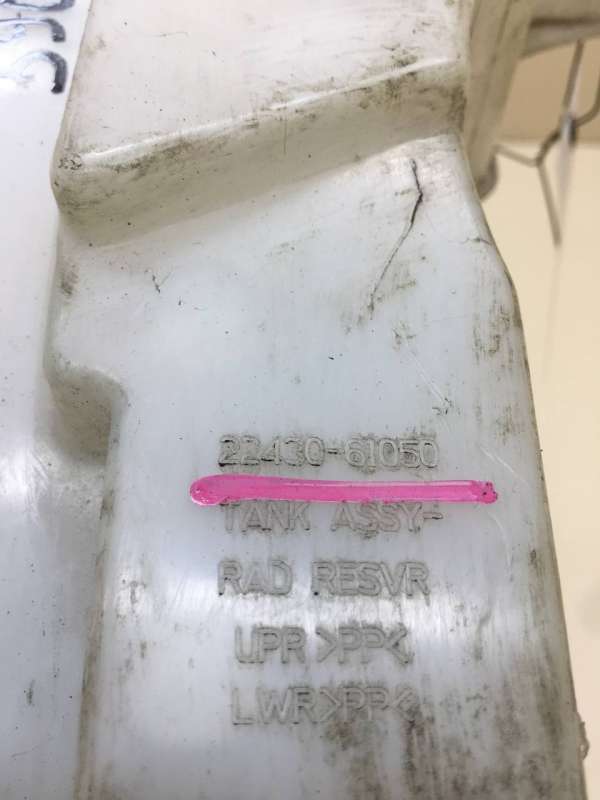 22430-61050
TANK ASSY-
RAD RESVR
UPR >PP<
LWR >PP<